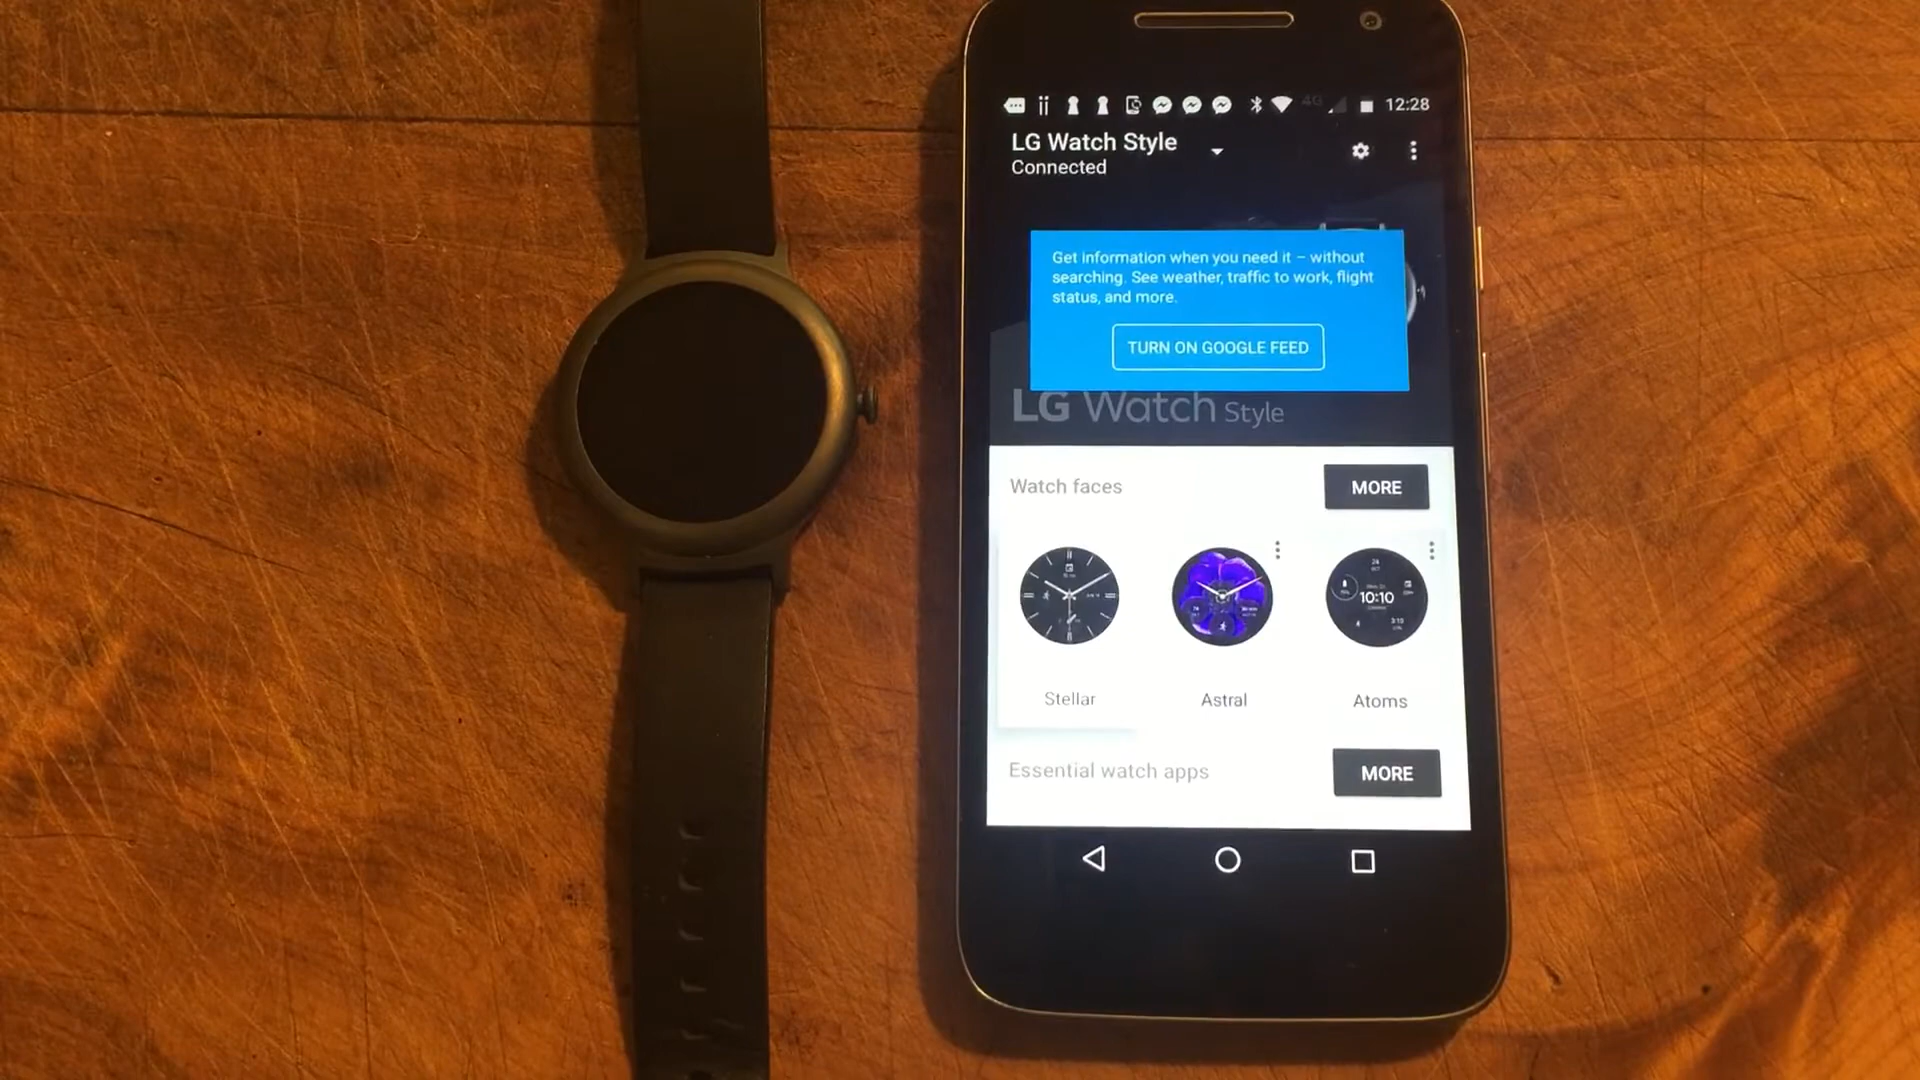 4G 12:28
LG Watch Style
Connected
Get information when you need it – without
searching. See weather, traffic to work, flight
status, and more.
TURN ON GOOGLE FEED
LG Watch Style
Watch faces
MORE
10:10
Stellar
Astral
Atoms
Essential watch apps
MORE